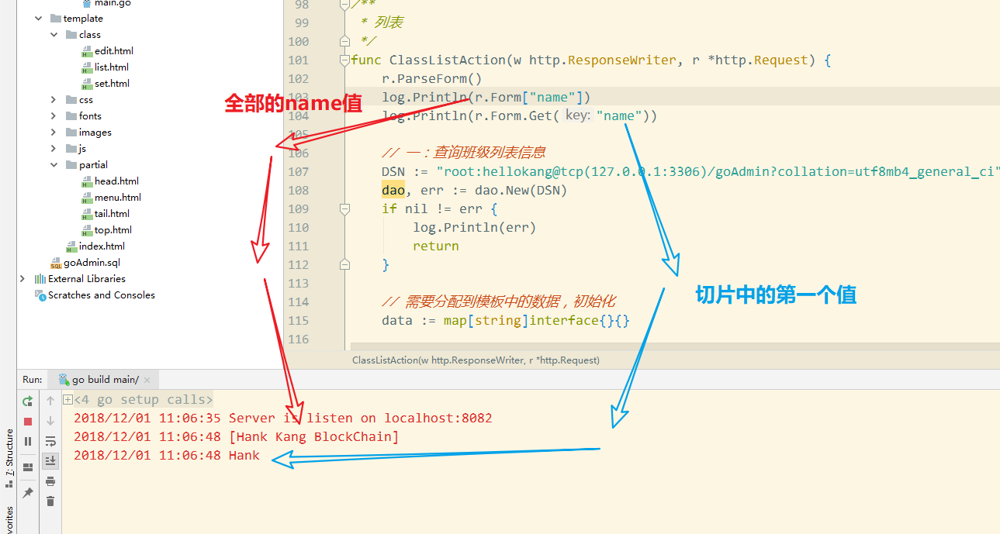 main.go
template
class
edit.html
list.html
set.html
css
fonts
images
js
partial
head.html
menu.html
tail.html
top.html
index.html
goAdmin.sql
External Libraries
Scratches and Consoles
98 /**
99 * 列表
100 */
101 func ClassListAction(w http.ResponseWriter, r *http.Request) {
102 r.ParseForm()
103 log.Println(r.Form["name"])
104 log.Println(r.Form.Get( key: "name"))
105
106 // 一：查询班级列表信息
107 DSN := "root:hellokang@tcp(127.0.0.1:3306)/goAdmin?collation=utf8mb4_general_ci"
108 dao, err := dao.New(DSN)
109 if nil != err {
110 log.Println(err)
111 return
112 }
113
114 // 需要分配到模板中的数据，初始化
115 data := map[string]interface{}{}
116
全部的name值
切片中的第一个值
ClassListAction(w http.ResponseWriter, r *http.Request)
Run: go build main/ ×
<4 go setup calls>
2018/12/01 11:06:35 Server is listen on localhost:8082
2018/12/01 11:06:48 [Hank Kang BlockChain]
2018/12/01 11:06:48 Hank
7: Structure